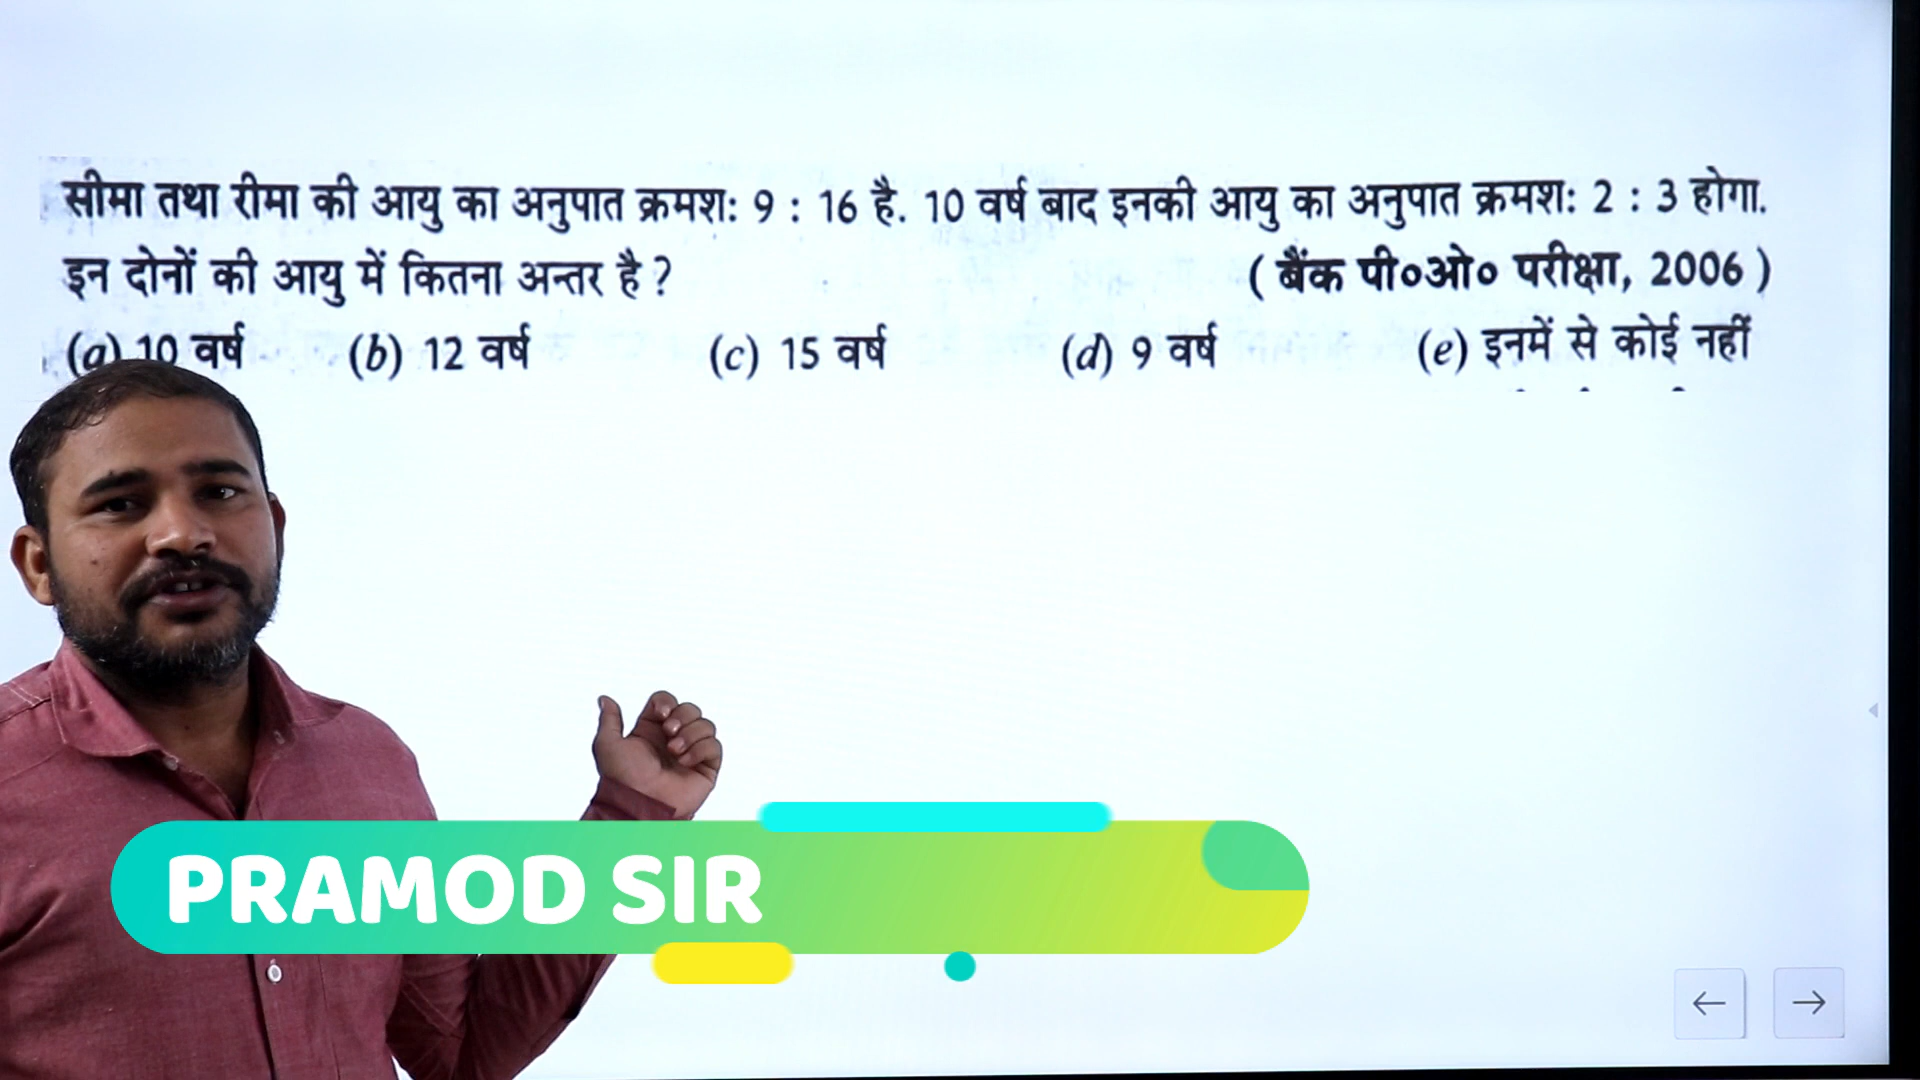 सीमा तथा रीमा की आयु का अनुपात क्रमश: 9 : 16 है. 10 वर्ष बाद इनकी आयु का अनुपात क्रमश: 2 : 3 होगा.
इन दोनों की आयु में कितना अन्तर है ? ( बैंक पी०ओ० परीक्षा, 2006 )
(a) 10 वर्ष (b) 12 वर्ष (c) 15 वर्ष (d) 9 वर्ष (e) इनमें से कोई नहीं
PRAMOD SIR